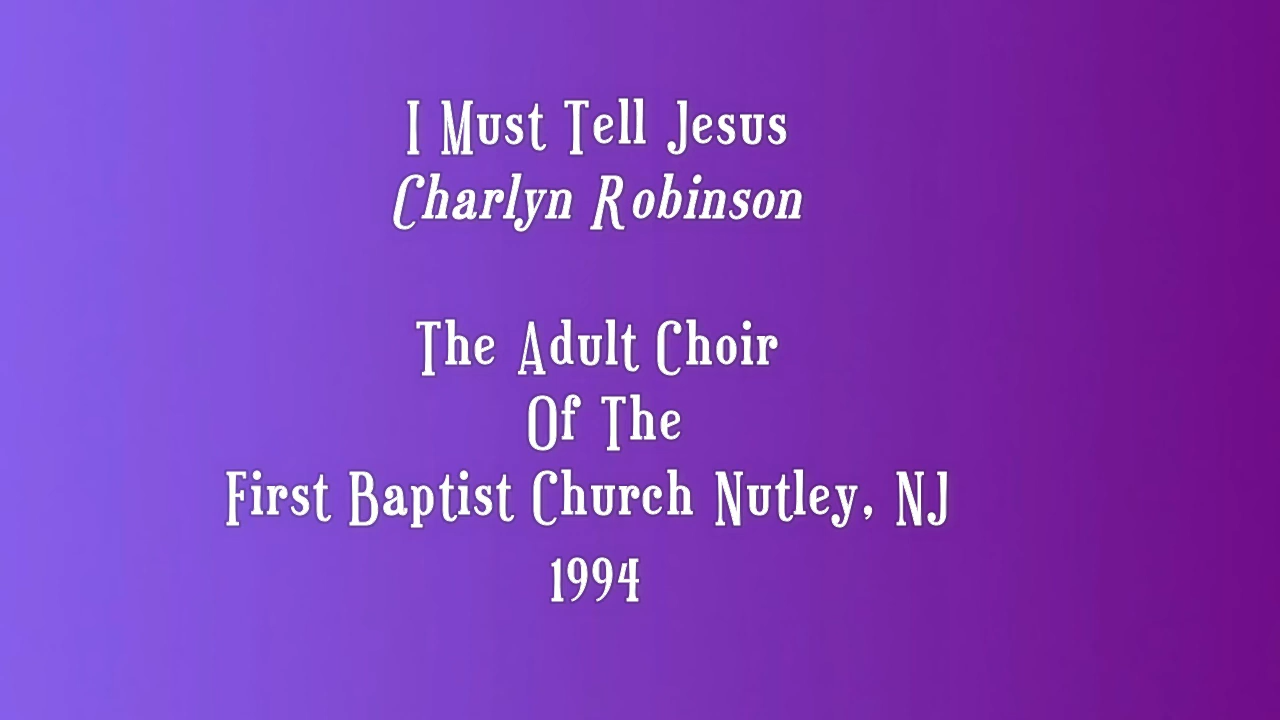 I Must Tell Jesus
Charlyn Robinson
The Adult Choir
Of The
First Baptist Church Nutley, NJ
1994